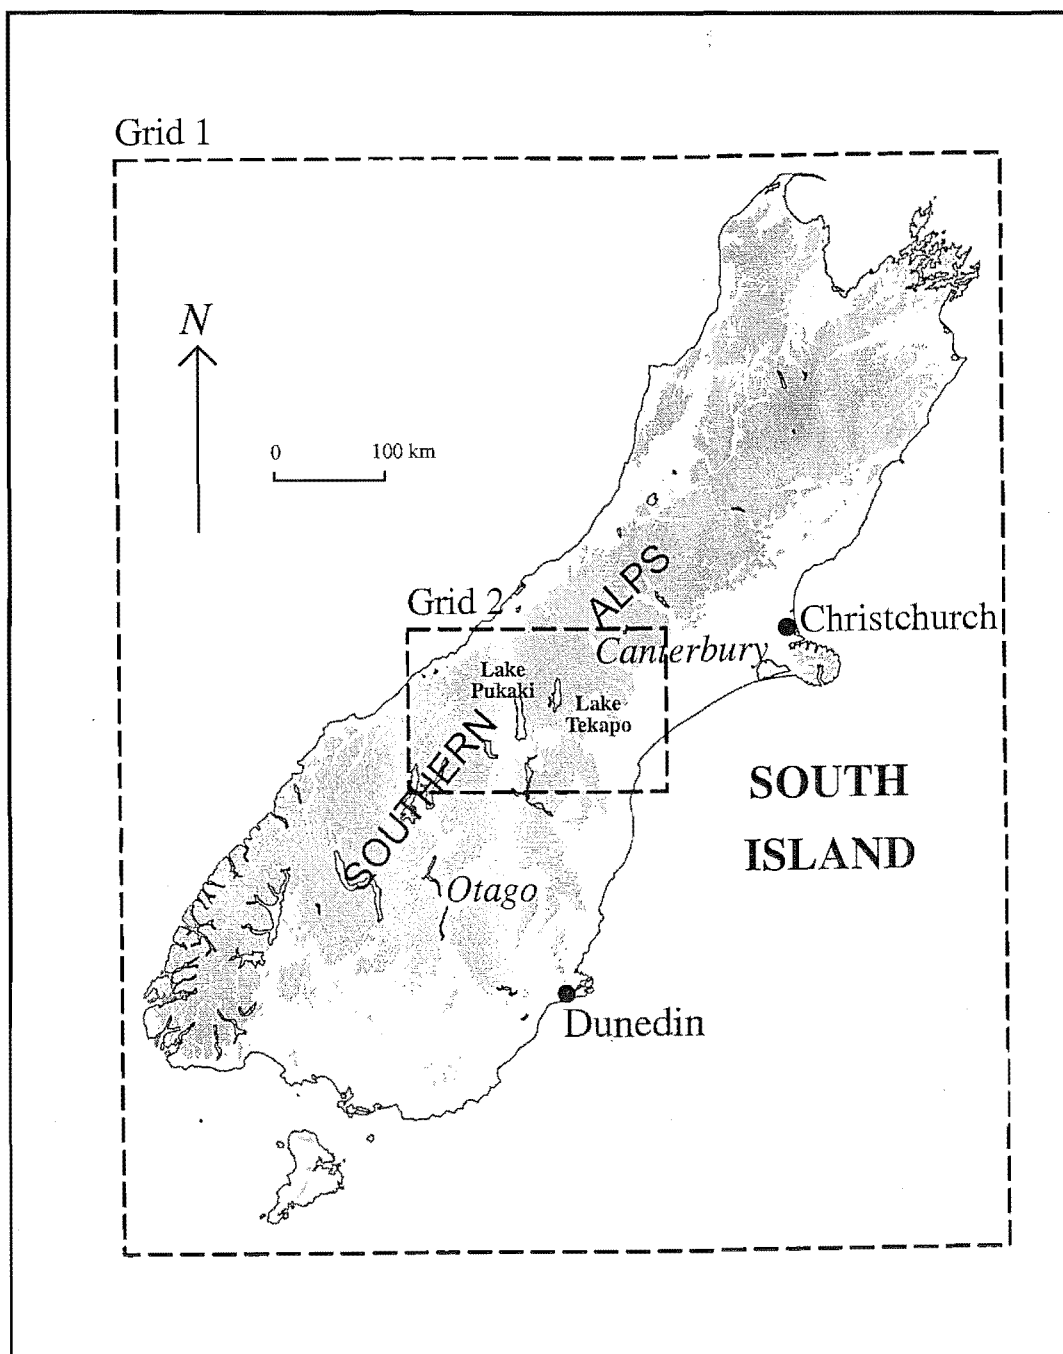 Grid 1
N
0 100 km
ALPS
Grid 2
Christchurch
Canterbury
Lake
Pukaki
Lake
Tekapo
SOUTHERN
SOUTH
ISLAND
Otago
Dunedin